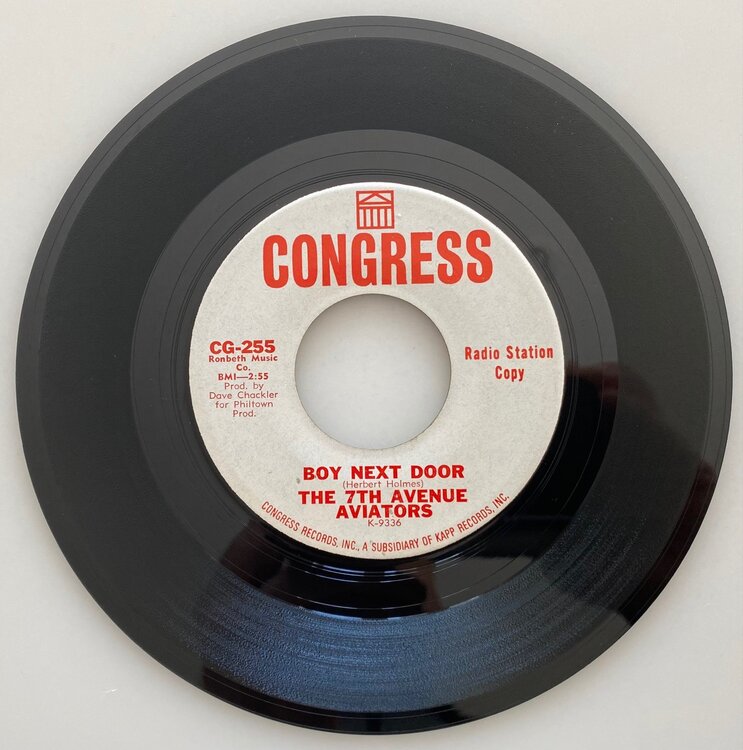 CONGRESS
CG-255
Ronbeth Music
Co.
BMI—2:55
Prod. by
Dave Chackler
for Philtown
Prod.
Radio Station
Copy
BOY NEXT DOOR
(Herbert Holmes)
THE 7TH AVENUE
AVIATORS
K-9336
CONGRESS RECORDS, INC., A SUBSIDIARY OF KAPP RECORDS, INC.